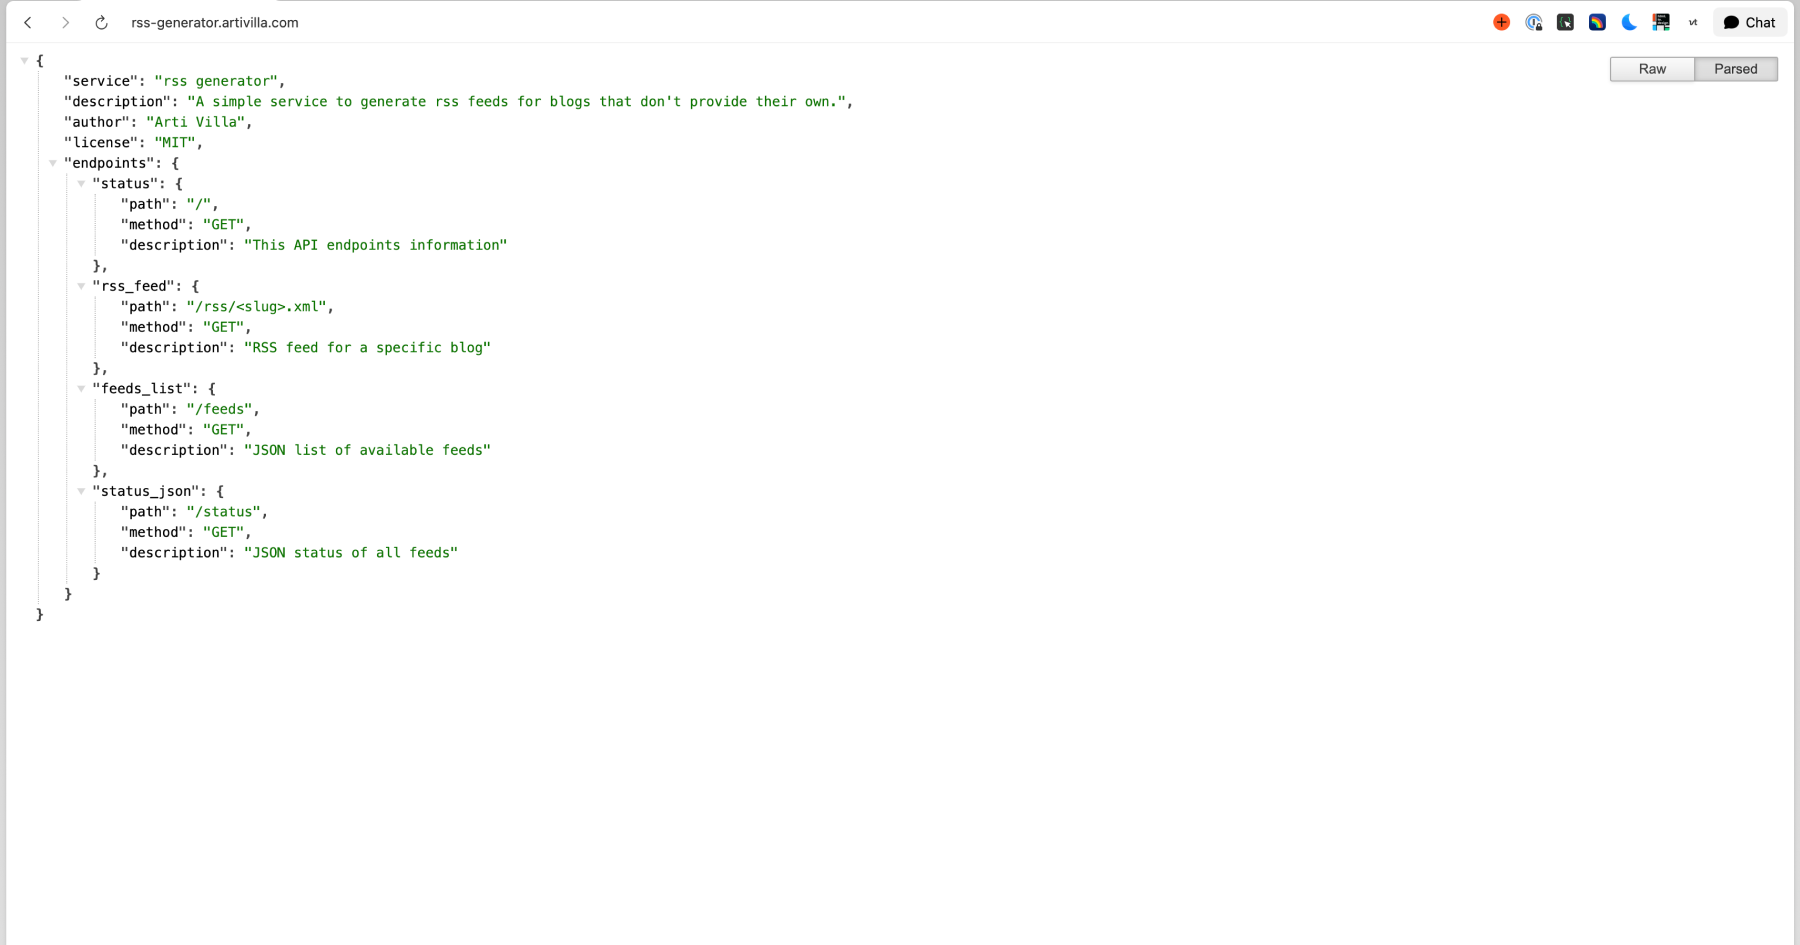 rss-generator.artivilla.com
vt
Chat
Raw
Parsed
{
"service": "rss generator",
"description": "A simple service to generate rss feeds for blogs that don't provide their own.",
"author": "Arti Villa",
"license": "MIT",
"endpoints": {
"status": {
"path": "/",
"method": "GET",
"description": "This API endpoints information"
},
"rss_feed": {
"path": "/rss/<slug>.xml",
"method": "GET",
"description": "RSS feed for a specific blog"
},
"feeds_list": {
"path": "/feeds",
"method": "GET",
"description": "JSON list of available feeds"
},
"status_json": {
"path": "/status",
"method": "GET",
"description": "JSON status of all feeds"
}
}
}